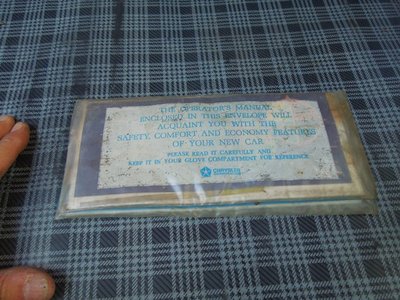 THE OPERATOR'S MANUAL
ENCLOSED IN THIS ENVELOPE WILL
ACQUAINT YOU WITH THE
SAFETY, COMFORT, AND ECONOMY FEATURES
OF YOUR NEW CAR.
PLEASE READ IT CAREFULLY AND
KEEP IT IN YOUR GLOVE COMPARTMENT FOR REFERENCE.
CHRYSLER